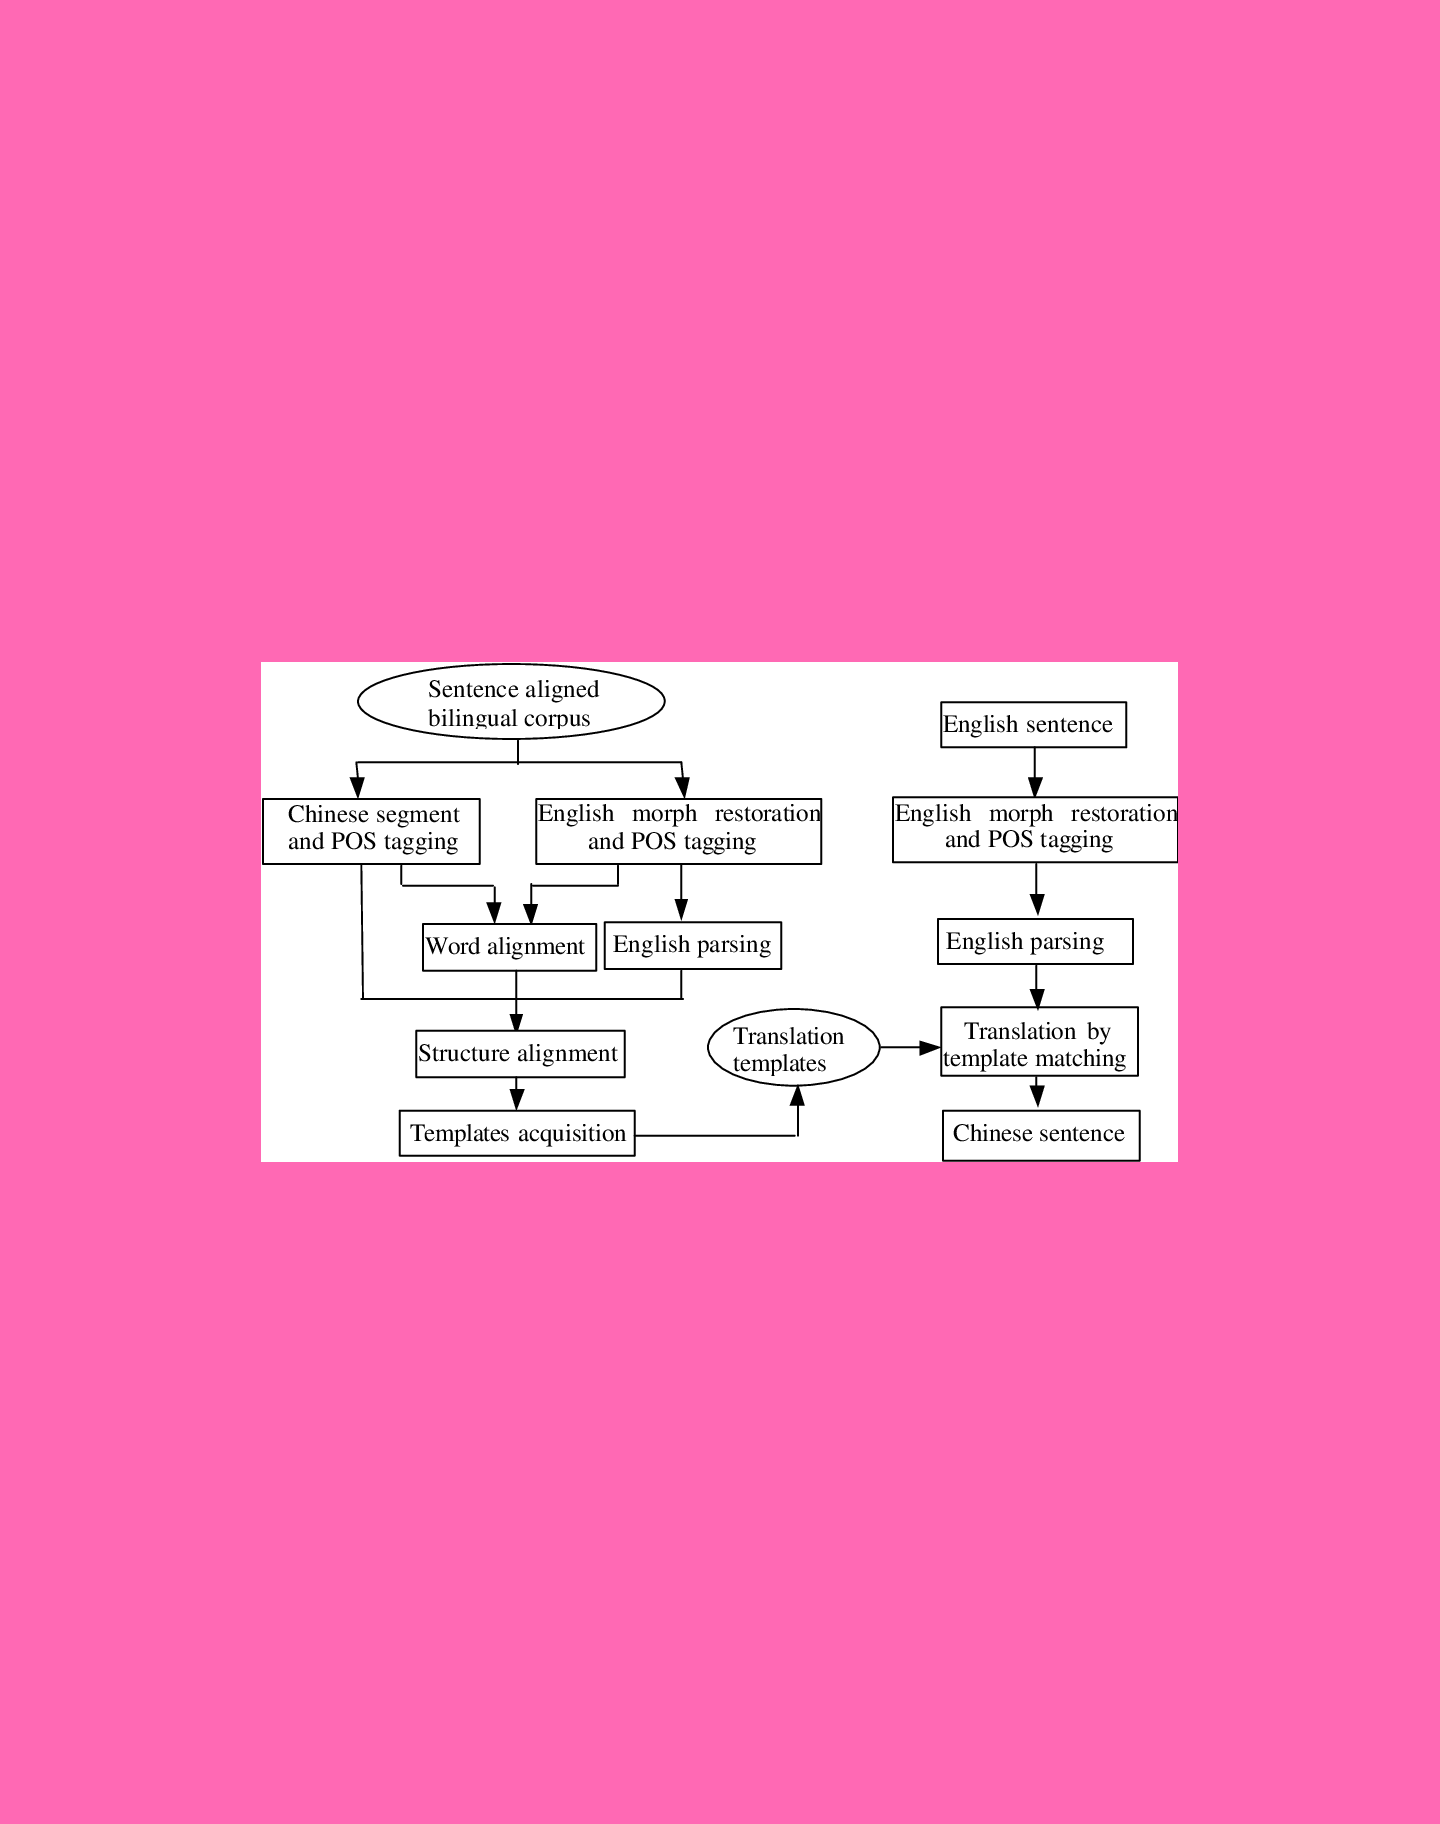 Sentence aligned
bilingual corpus
English sentence
Chinese segment
and POS tagging
English morph restoration
and POS tagging
English morph restoration
and POS tagging
Word alignment
English parsing
English parsing
Structure alignment
Translation
templates
Translation by
template matching
Templates acquisition
Chinese sentence